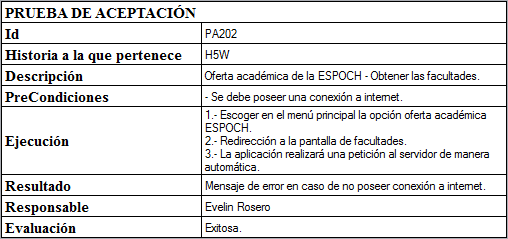 PRUEBA DE ACEPTACIÓN
Id PA202
Historia a la que pertenece H5W
Descripción Oferta académica de la ESPOCH - Obtener las facultades.
PreCondiciones - Se debe poseer una conexión a internet.
Ejecución
1.- Escoger en el menú principal la opción oferta académica
ESPOCH.
2.- Redirección a la pantalla de facultades.
3.- La aplicación realizará una petición al servidor de manera
automática.
Resultado Mensaje de error en caso de no poseer conexión a internet.
Responsable Evelin Rosero
Evaluación Exitosa.